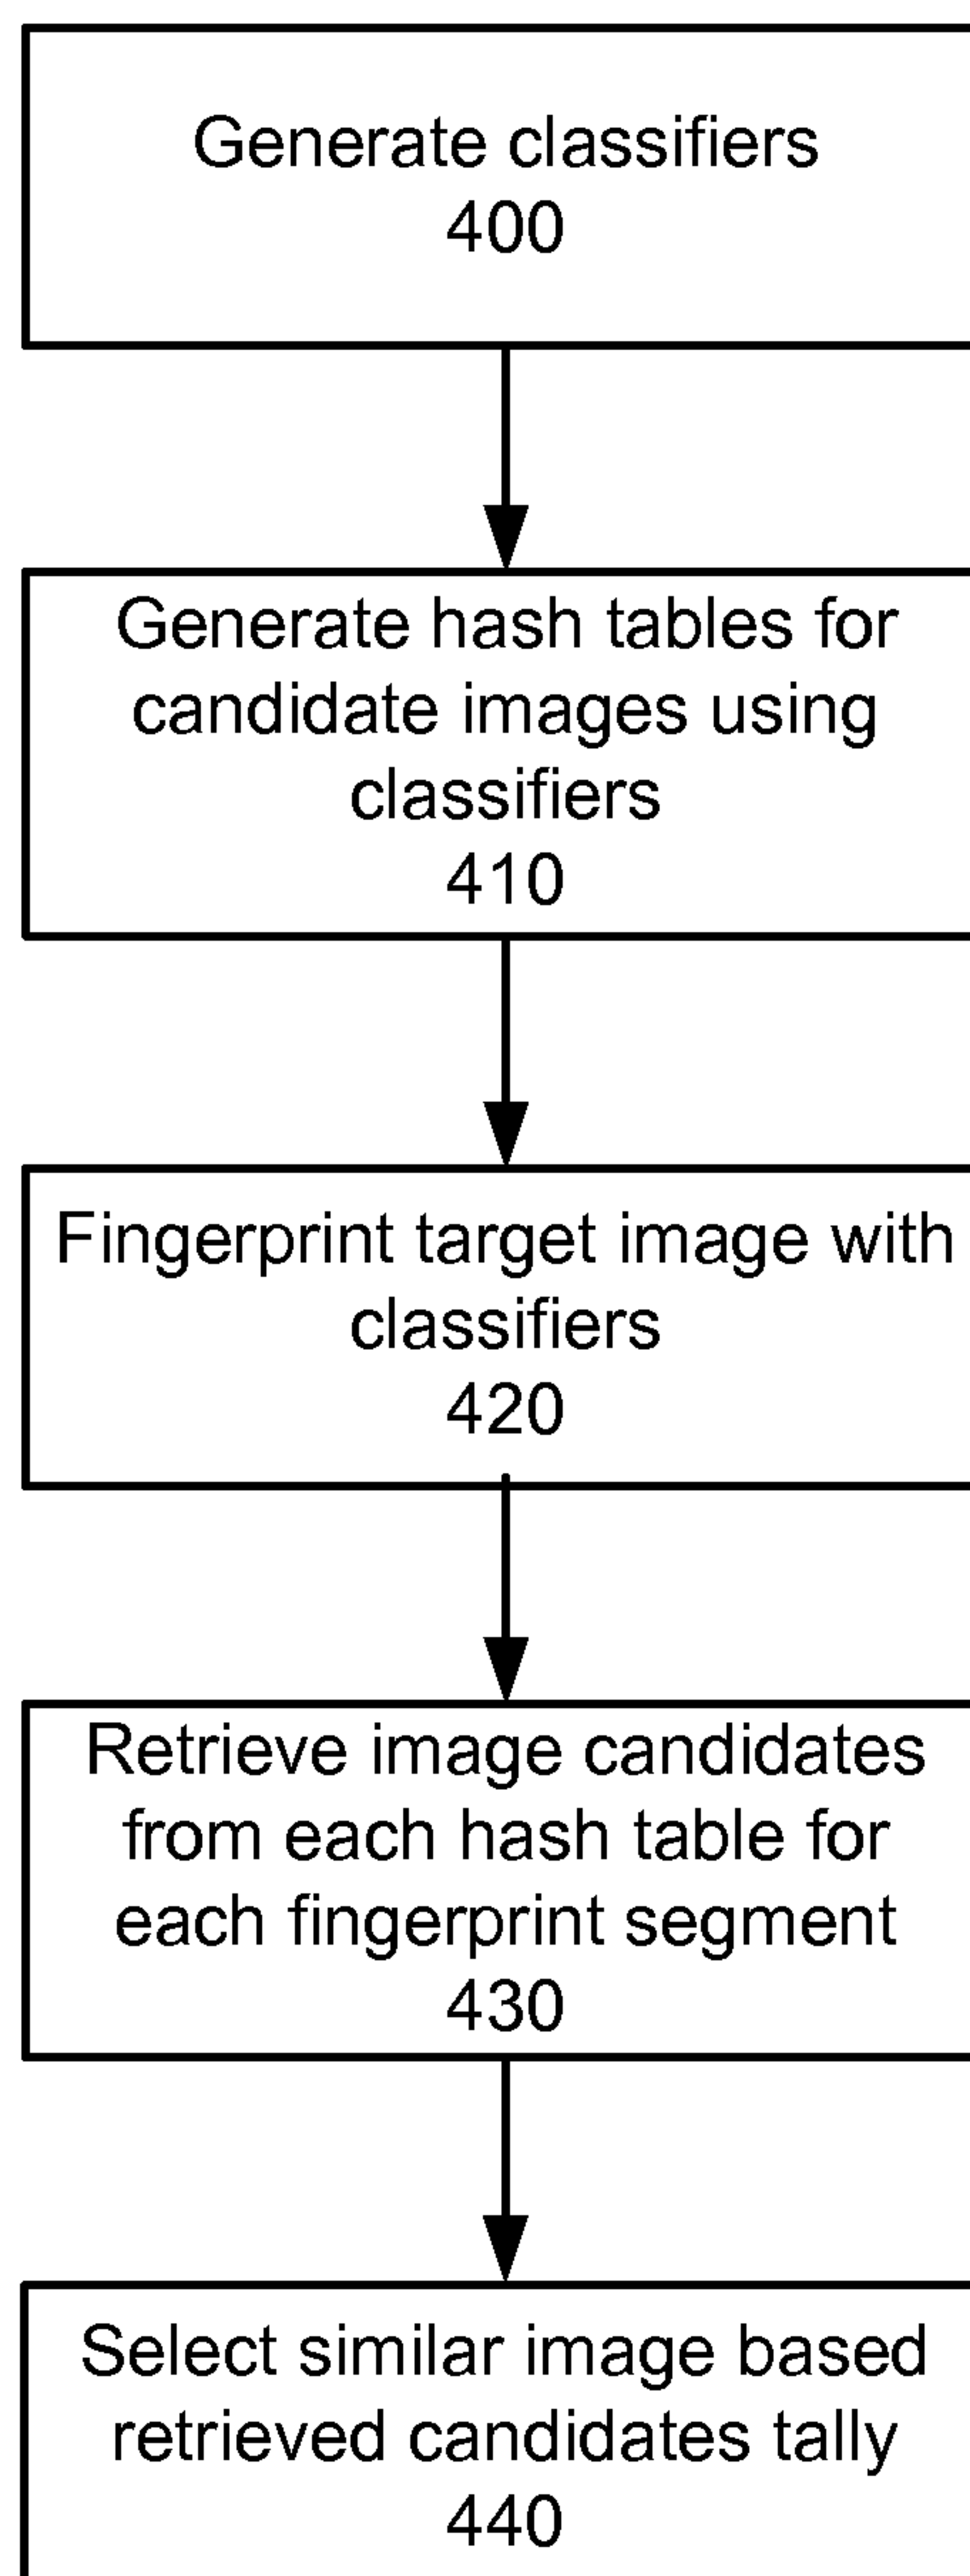 Generate classifiers
400
Generate hash tables for
candidate images using
classifiers
410
Fingerprint target image with
classifiers
420
Retrieve image candidates
from each hash table for
each fingerprint segment
430
Select similar image based
retrieved candidates tally
440